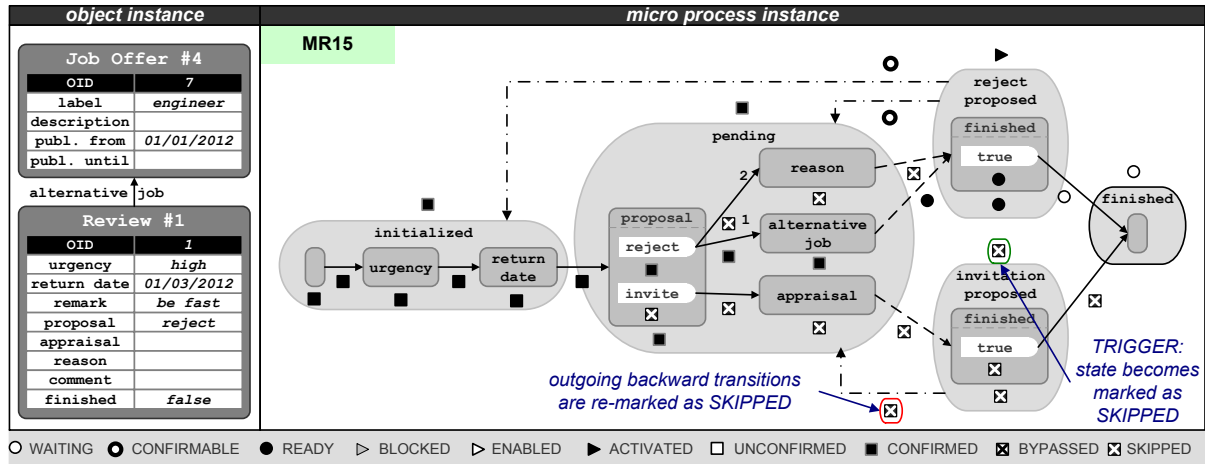 object instance
micro process instance
MR15
Job Offer #4
OID 7
label engineer
description
publ. from 01/01/2012
publ. until
alternative job
Review #1
OID 1
urgency high
return date 01/03/2012
remark be fast
proposal reject
appraisal
reason
comment
finished false
initialized
urgency
return
date
pending
proposal
reject
invite
2
1
reason
alternative
job
appraisal
reject
proposed
finished
true
invitation
proposed
finished
true
finished
outgoing backward transitions
are re-marked as SKIPPED
TRIGGER:
state becomes
marked as
SKIPPED
WAITING CONFIRMABLE READY BLOCKED ENABLED ACTIVATED UNCONFIRMED CONFIRMED BYPASSED SKIPPED